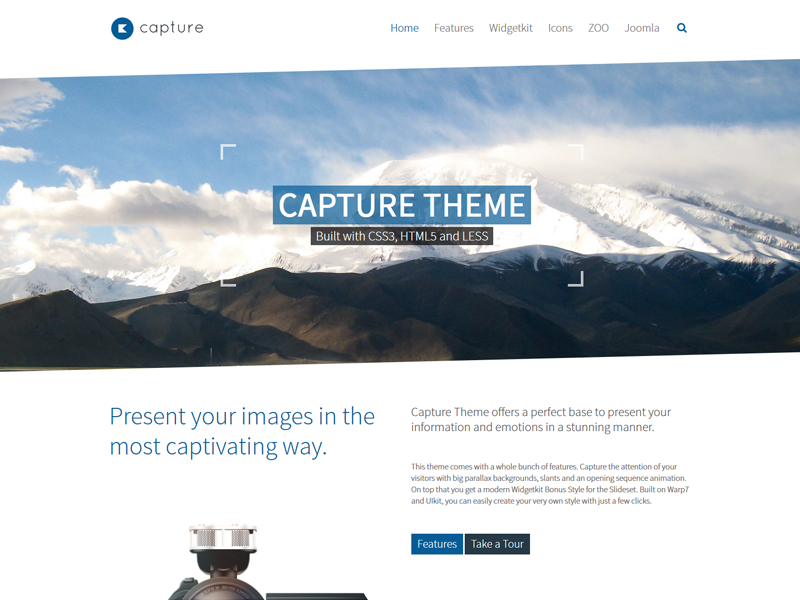 capture
Home Features Widgetkit Icons ZOO Joomla
CAPTURE THEME
Built with CSS3, HTML5 and LESS
Present your images in the
most captivating way.
Capture Theme offers a perfect base to present your
information and emotions in a stunning manner.
This theme comes with a whole bunch of features. Capture the attention of your
visitors with big parallax backgrounds, slants and an opening sequence animation.
On top that you get a modern Widgetkit Bonus Style for the Slideset. Built on Warp7
and UIkit, you can easily create your very own style with just a few clicks.
Features Take a Tour